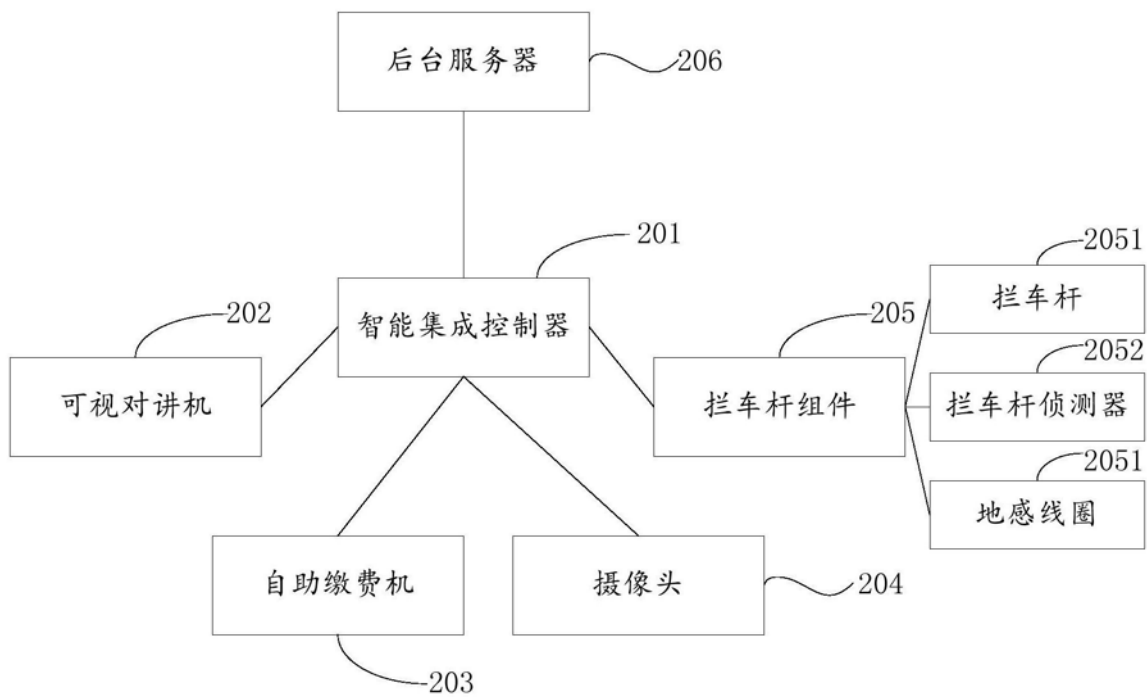 后台服务器
206
201
智能集成控制器
202
可视对讲机
205
拦车杆组件
2051
拦车杆
2052
拦车杆侦测器
2051
地感线圈
自助缴费机
203
摄像头
204